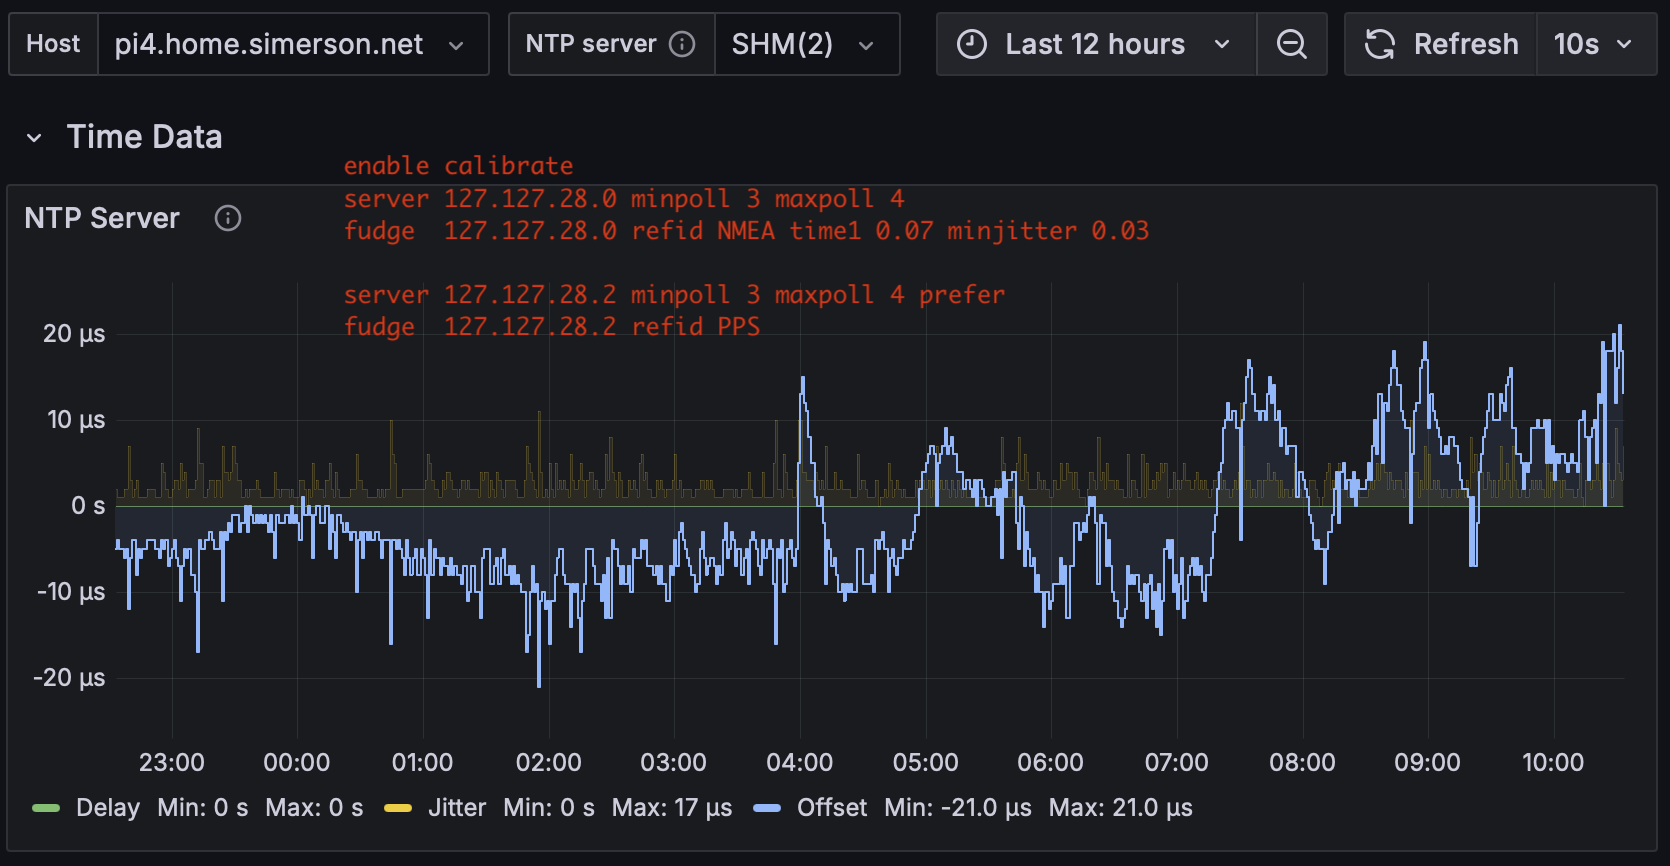 Host pi4.home.simerson.net NTP server SHM(2) Last 12 hours Refresh 10s
Time Data
enable calibrate
server 127.127.28.0 minpoll 3 maxpoll 4
NTP Server
fudge  127.127.28.0 refid NMEA time1 0.07 minjitter 0.03
server 127.127.28.2 minpoll 3 maxpoll 4 prefer
fudge  127.127.28.2 refid PPS
20 µs
10 µs
0 s
-10 µs
-20 µs
23:00 00:00 01:00 02:00 03:00 04:00 05:00 06:00 07:00 08:00 09:00 10:00
Delay Min: 0 s Max: 0 s Jitter Min: 0 s Max: 17 µs Offset Min: -21.0 µs Max: 21.0 µs